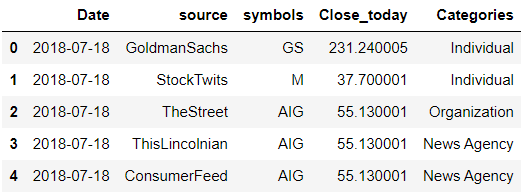 Date source symbols Close_today Categories
0 2018-07-18 GoldmanSachs GS 231.240005 Individual
1 2018-07-18 StockTwits M 37.700001 Individual
2 2018-07-18 TheStreet AIG 55.130001 Organization
3 2018-07-18 ThisLincolnian AIG 55.130001 News Agency
4 2018-07-18 ConsumerFeed AIG 55.130001 News Agency